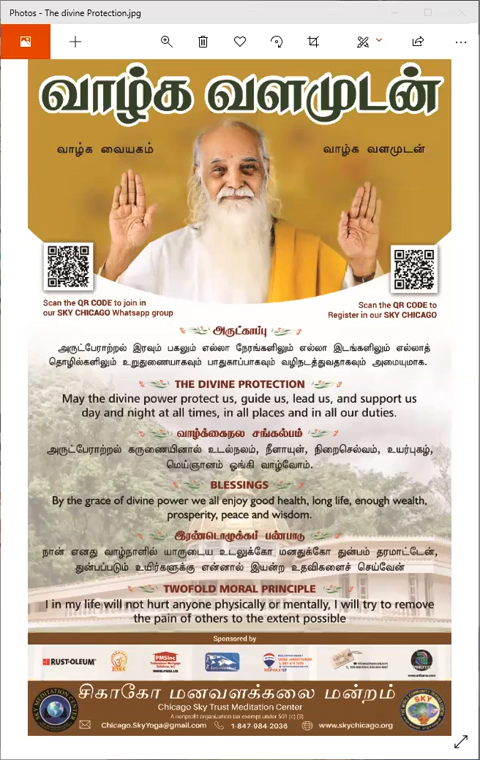 Photos - The divine Protection.jpg
வாழ்க வளமுடன்
வாழ்க வையகம்
வாழ்க வளமுடன்
Scan the QR CODE to join in
our SKY CHICAGO Whatsapp group
Scan the QR CODE to
Register in our SKY CHICAGO
அருட்காப்பு
அருட்பேராற்றல் இரவும் பகலும் எல்லா நேரங்களிலும் எல்லா இடங்களிலும் எல்லாத்
தொழில்களிலும் உறுதுணையாகவும் பாதுகாப்பாகவும் வழிநடத்துவதாகவும் அமையுமாக.
THE DIVINE PROTECTION
May the divine power protect us, guide us, lead us, and support us
day and night at all times, in all places and in all our duties.
வாழ்க்கைநல சங்கல்பம்
அருட்பேராற்றல் கருணையினால் உடல்நலம், நீளாயுள், நிறைசெல்வம், உயர்புகழ்,
மெய்ஞானம் ஓங்கி வாழ்வோம்.
BLESSINGS
By the grace of divine power we all enjoy good health, long life, enough wealth,
prosperity, peace and wisdom.
இரண்டொழுக்கப் பண்பாடு
நான் எனது வாழ்நாளில் யாருடைய உடலுக்கோ மனதுக்கோ துன்பம் தரமாட்டேன்,
துன்பப்படும் உயிர்களுக்கு என்னால் இயன்ற உதவிகளைச் செய்வேன்
TWOFOLD MORAL PRINCIPLE
I in my life will not hurt anyone physically or mentally, I will try to remove
the pain of others to the extent possible
Sponsored by
RUST-OLEUM
PMSinc
சிகாகோ மனவளக்கலை மன்றம்
Chicago Sky Trust Meditation Center
A nonprofit organization tax exempt under 501 (c) (3)
Chicago.SkyYoga@gmail.com
1-847-984-2036
www.skychicago.org
SKY